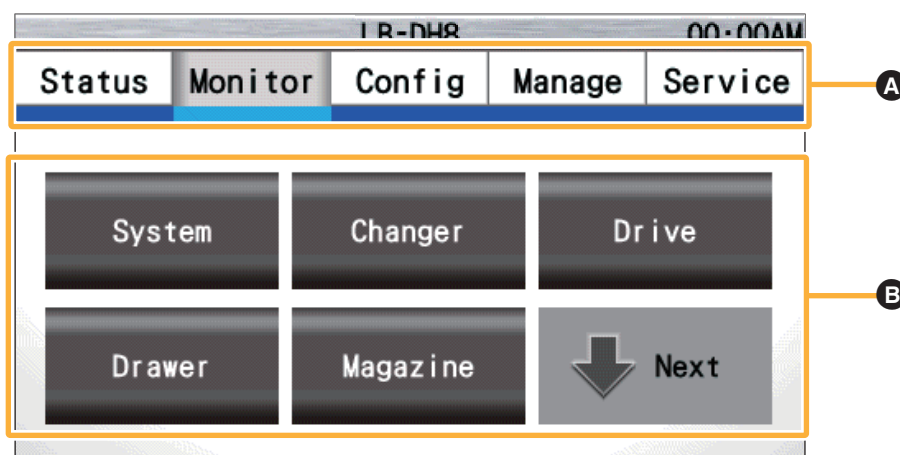 LB-DH8 00:00AM
Status Monitor Config Manage Service
A
System Changer Drive
B
Drawer Magazine Next